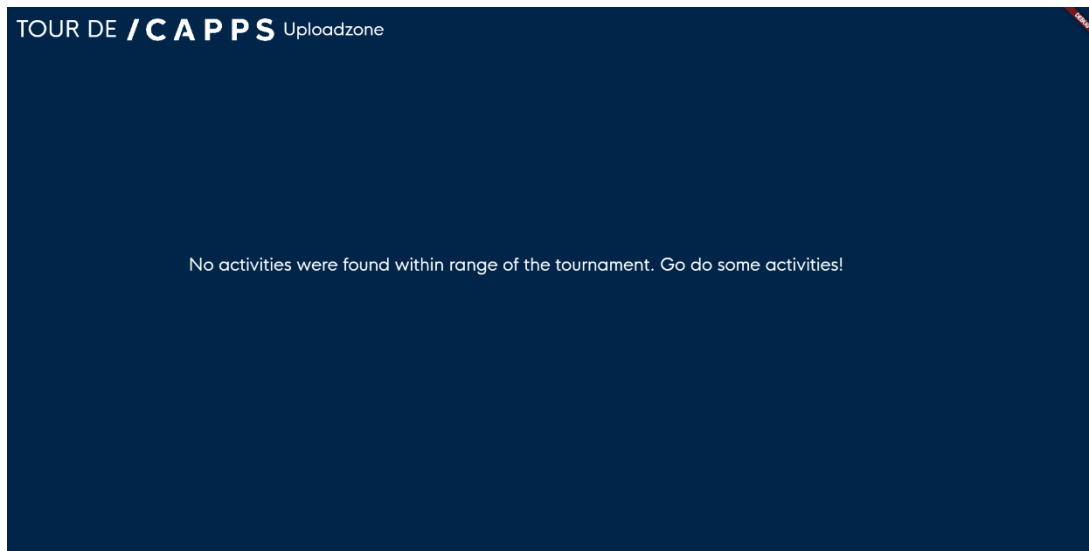 TOUR DE /CAPPS Uploadzone
No activities were found within range of the tournament. Go do some activities!